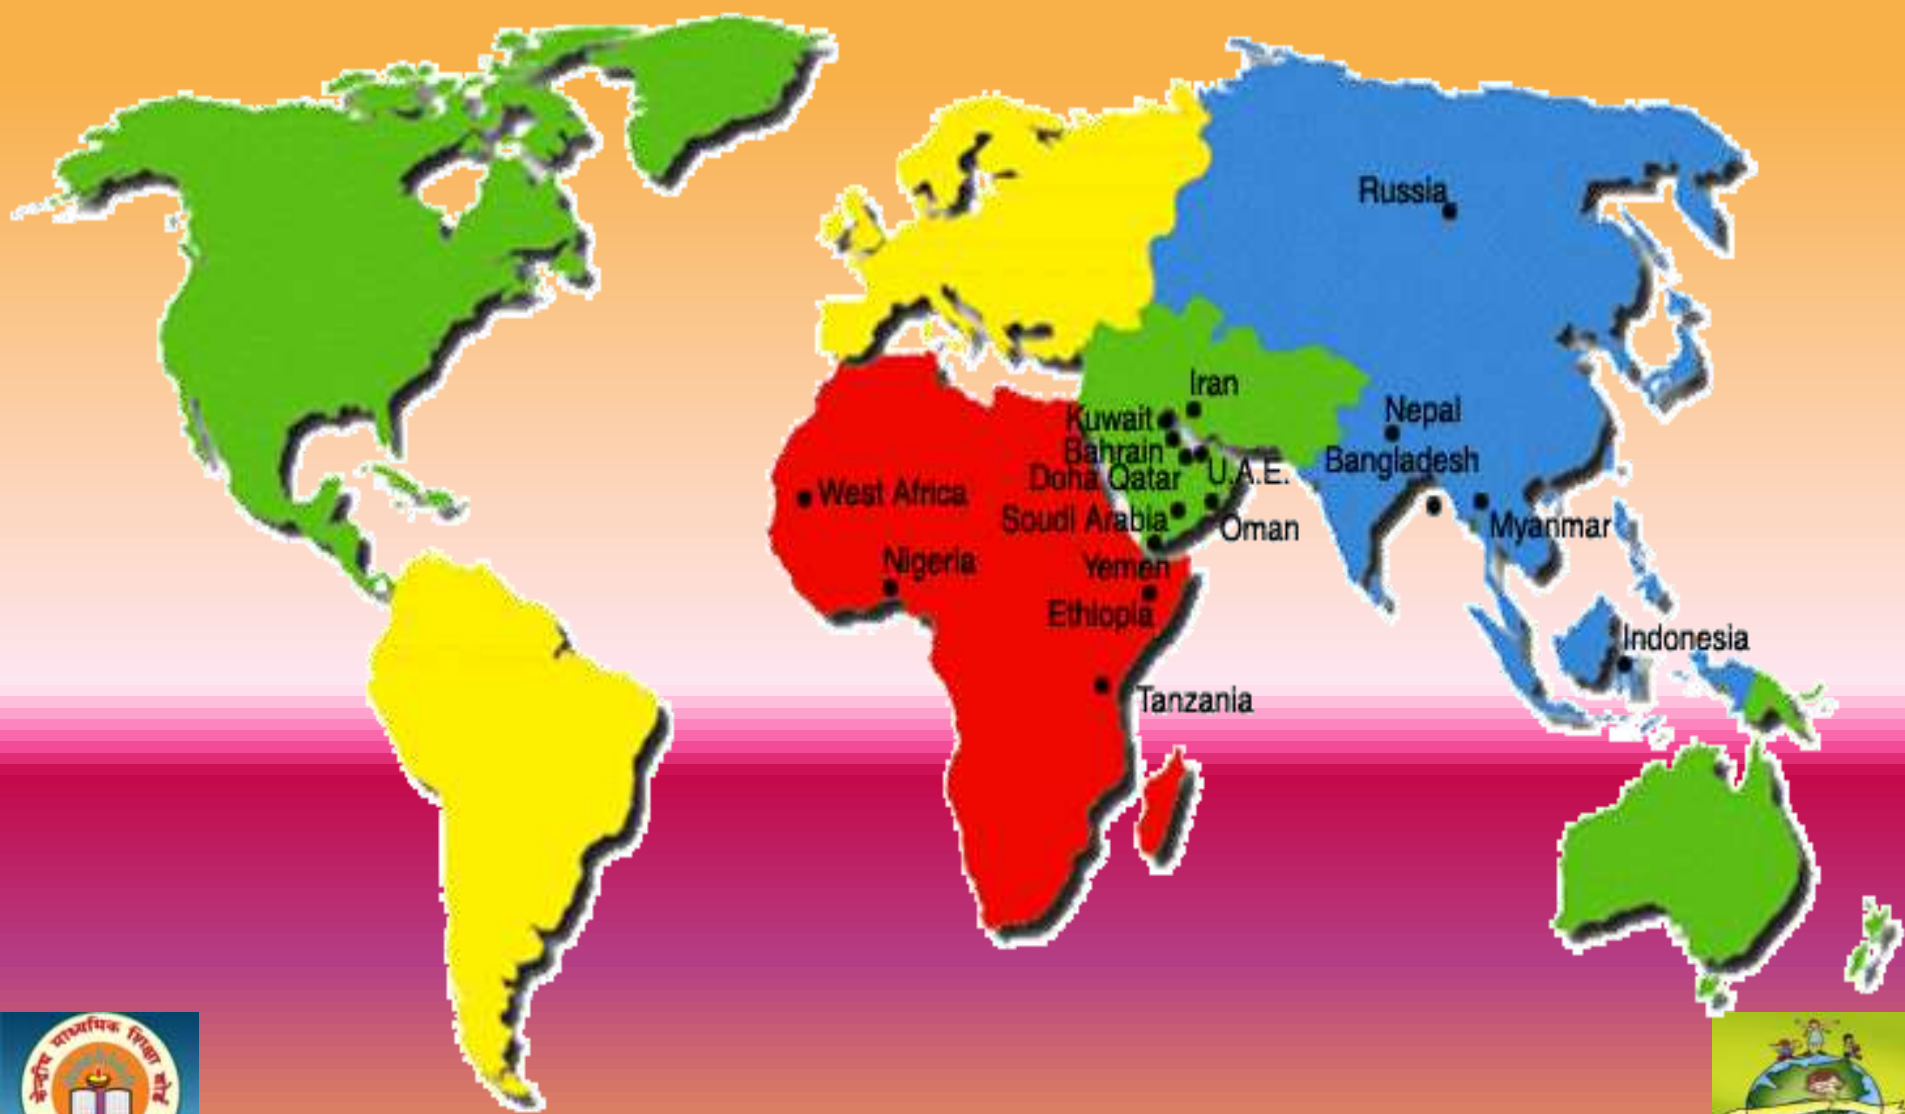 Russia
Iran
Kuwait
Nepal
Bahrain
Bangladesh
Doha Qatar
U.A.E.
West Africa
Soudi Arabia
Oman
Myanmar
Nigeria
Yemen
Ethiopia
Indonesia
Tanzania
केन्द्रीय माध्यमिक शिक्षा बोर्ड